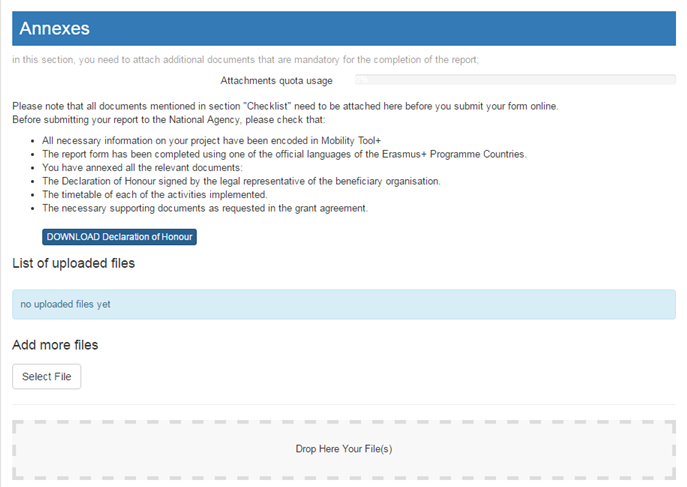 Annexes
in this section, you need to attach additional documents that are mandatory for the completion of the report;
Attachments quota usage
Please note that all documents mentioned in section "Checklist" need to be attached here before you submit your form online.
Before submitting your report to the National Agency, please check that:
All necessary information on your project have been encoded in Mobility Tool+
The report form has been completed using one of the official languages of the Erasmus+ Programme Countries.
You have annexed all the relevant documents:
The Declaration of Honour signed by the legal representative of the beneficiary organisation.
The timetable of each of the activities implemented.
The necessary supporting documents as requested in the grant agreement.
DOWNLOAD Declaration of Honour
List of uploaded files
no uploaded files yet
Add more files
Select File
Drop Here Your File(s)